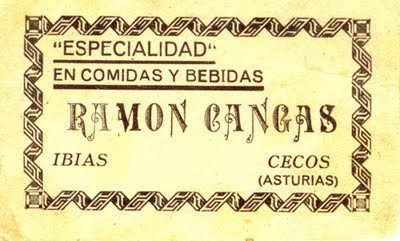 "ESPECIALIDAD"
EN COMIDAS Y BEBIDAS
RAMON CANGAS
IBIAS CECOS
(ASTURIAS)